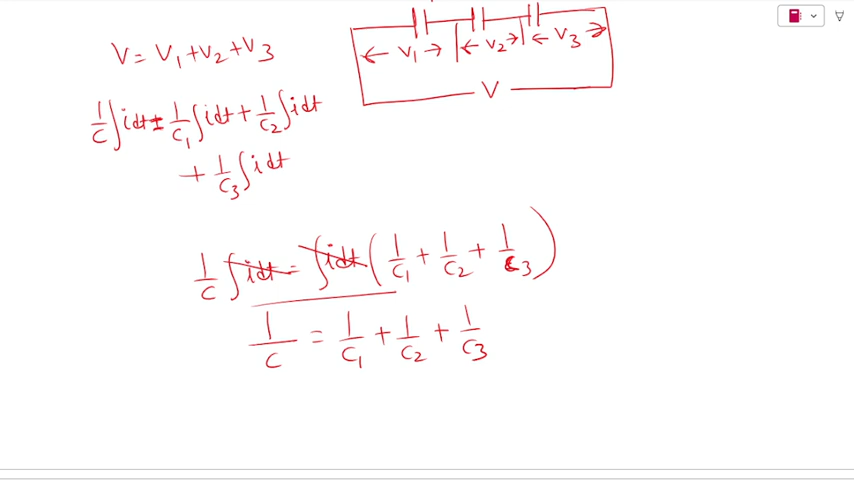 V = V₁ + V₂ + V₃
V₁ V₂ V₃
V
1/C ∫idt = 1/C₁ ∫idt + 1/C₂ ∫idt
+ 1/C₃ ∫idt
1/C ∫idt = ∫idt (1/C₁ + 1/C₂ + 1/C₃)
1/C = 1/C₁ + 1/C₂ + 1/C₃